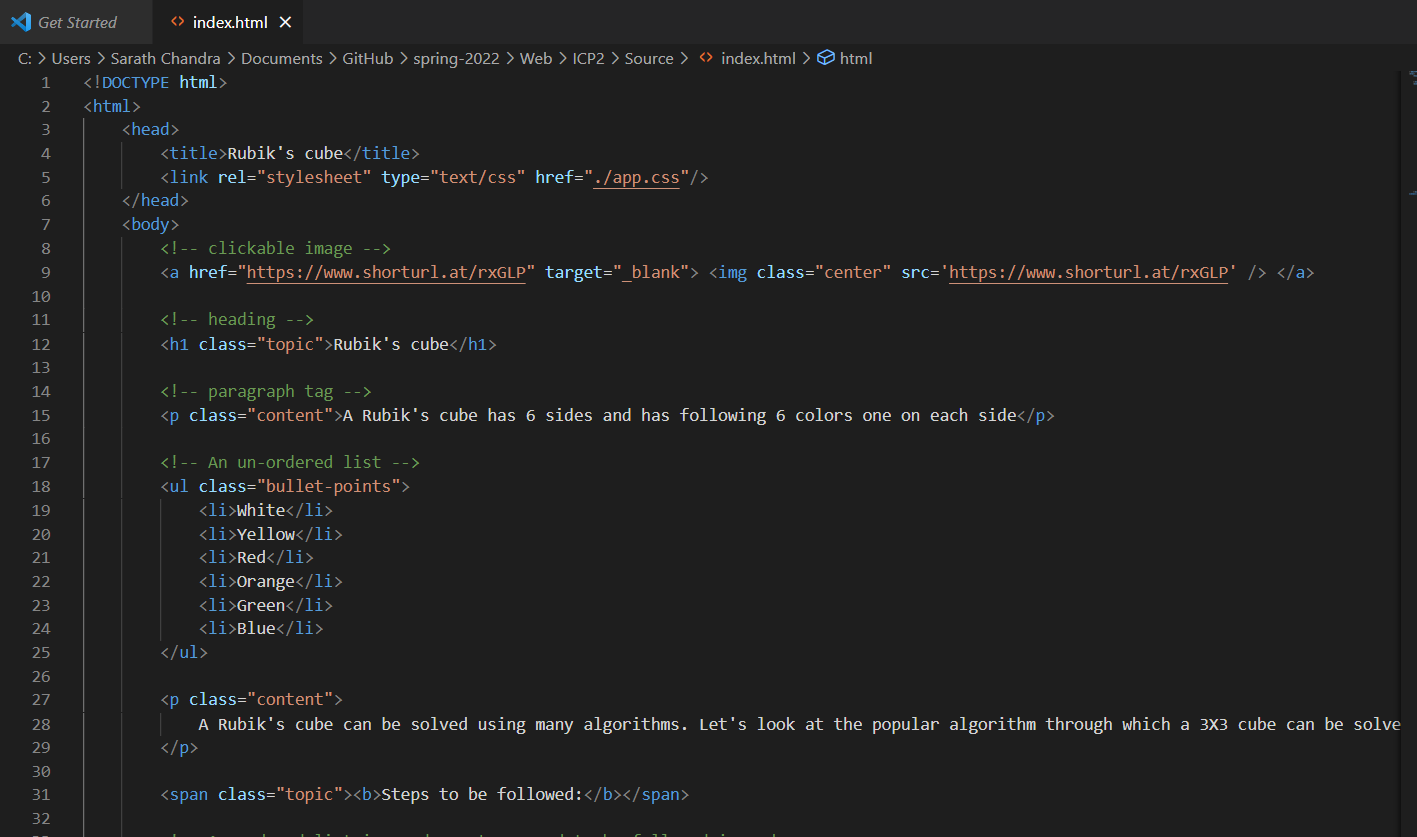 Get Started
index.html
C: > Users > Sarath Chandra > Documents > GitHub > spring-2022 > Web > ICP2 > Source > index.html > html
1 <!DOCTYPE html>
2 <html>
3 <head>
4 <title>Rubik's cube</title>
5 <link rel="stylesheet" type="text/css" href="./app.css"/>
6 </head>
7 <body>
8 <!-- clickable image -->
9 <a href="https://www.shorturl.at/rxGLP" target="_blank"> <img class="center" src='https://www.shorturl.at/rxGLP' /> </a>
10
11 <!-- heading -->
12 <h1 class="topic">Rubik's cube</h1>
13
14 <!-- paragraph tag -->
15 <p class="content">A Rubik's cube has 6 sides and has following 6 colors one on each side</p>
16
17 <!-- An un-ordered list -->
18 <ul class="bullet-points">
19 <li>White</li>
20 <li>Yellow</li>
21 <li>Red</li>
22 <li>Orange</li>
23 <li>Green</li>
24 <li>Blue</li>
25 </ul>
26
27 <p class="content">
28 A Rubik's cube can be solved using many algorithms. Let's look at the popular algorithm through which a 3X3 cube can be solve
29 </p>
30
31 <span class="topic"><b>Steps to be followed:</b></span>
32